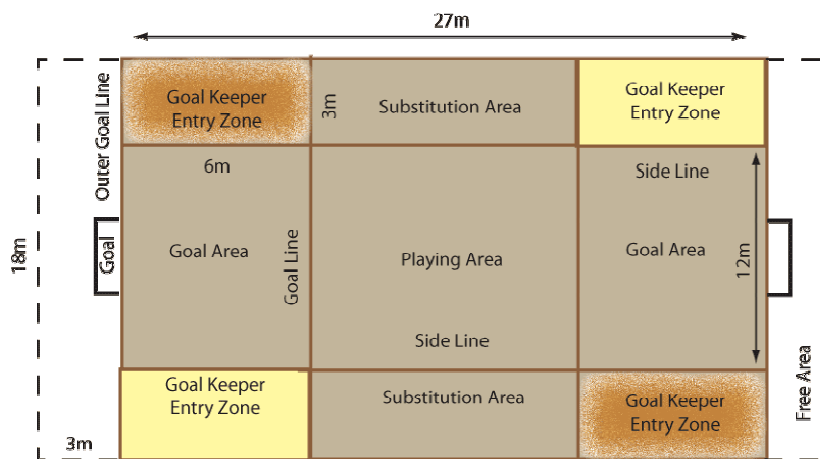 27m
Goal Keeper
Entry Zone
3m
Substitution Area
Goal Keeper
Entry Zone
Outer Goal Line
6m
Side Line
18m
Goal
Goal Area
Goal Line
Playing Area
Goal Area
12m
Side Line
Goal Keeper
Entry Zone
Substitution Area
Goal Keeper
Entry Zone
Free Area
3m